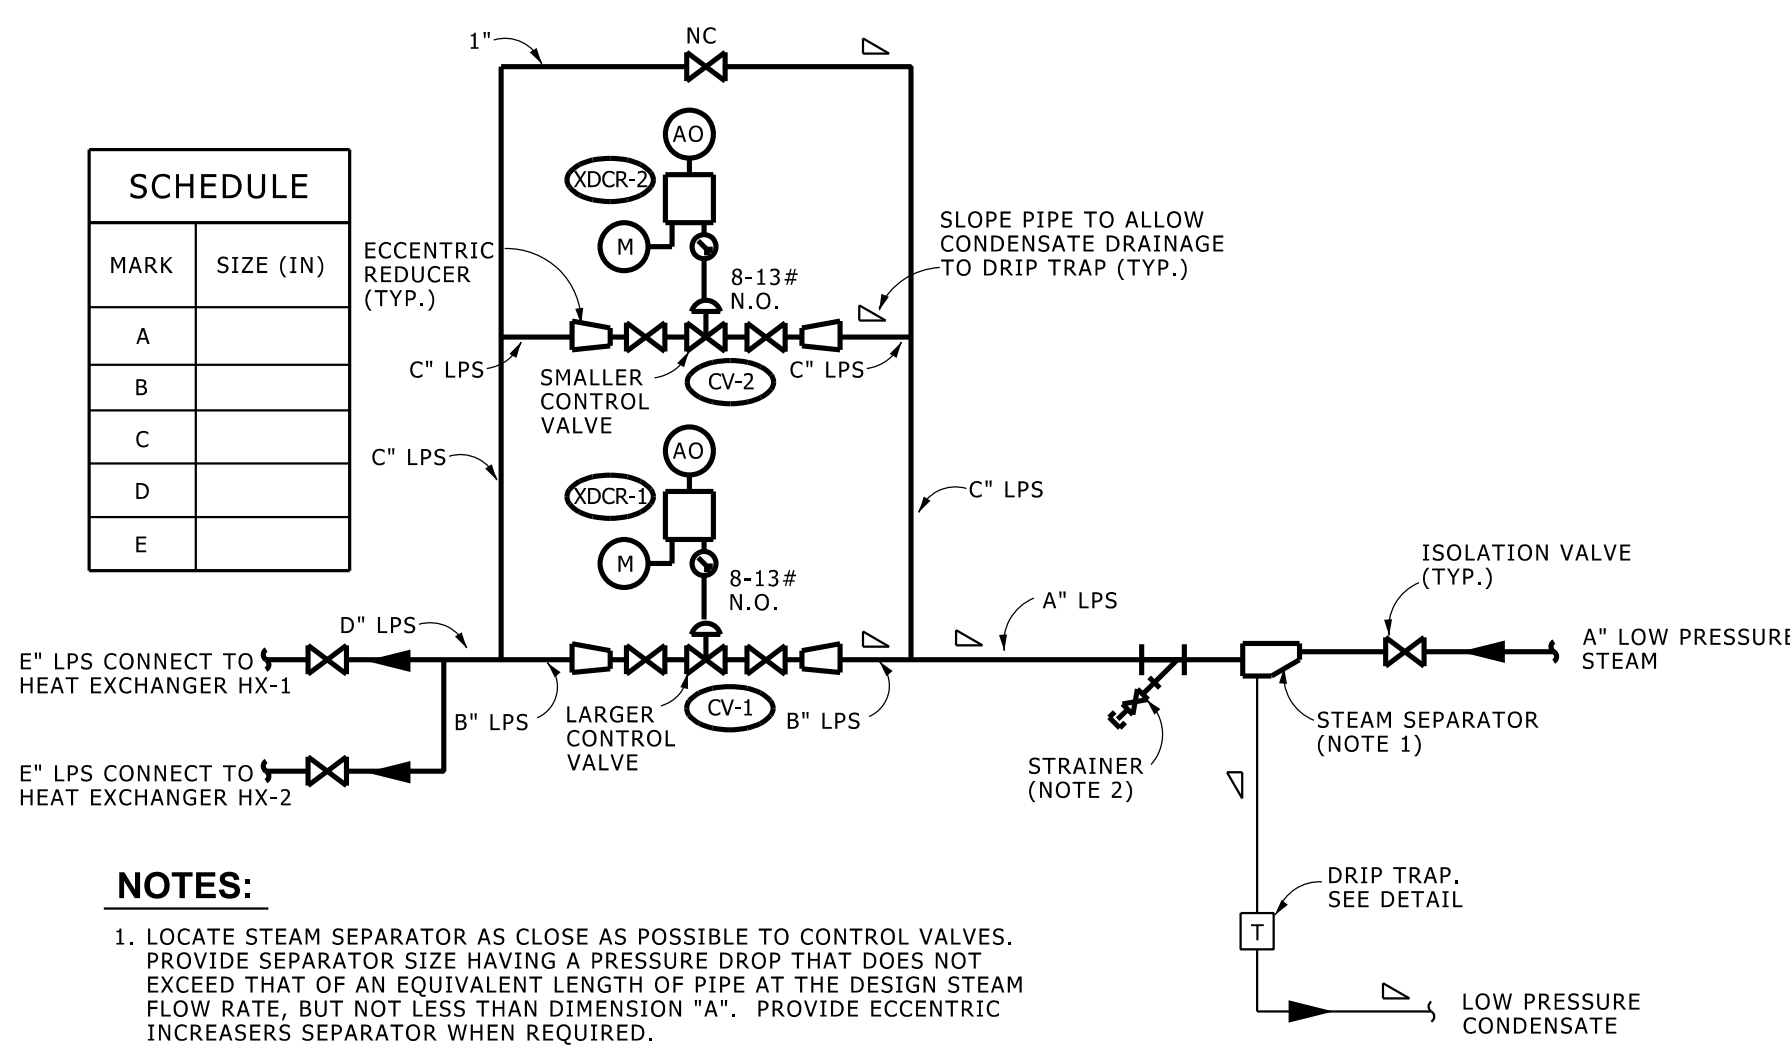 1"
NC
AO
XDCR-2
M
8-13#
N.O.
ECCENTRIC
REDUCER
(TYP.)
SLOPE PIPE TO ALLOW
CONDENSATE DRAINAGE
TO DRIP TRAP (TYP.)
SCHEDULE
MARK SIZE (IN)
A
B
C
D
E
C" LPS
SMALLER
CONTROL
VALVE
CV-2
C" LPS
C" LPS
AO
XDCR-1
M
8-13#
N.O.
C" LPS
ISOLATION VALVE
(TYP.)
A" LPS
D" LPS
A" LOW PRESSURE
STEAM
E" LPS CONNECT TO
HEAT EXCHANGER HX-1
B" LPS
LARGER
CONTROL
VALVE
CV-1
B" LPS
STEAM SEPARATOR
(NOTE 1)
STRAINER
(NOTE 2)
E" LPS CONNECT TO
HEAT EXCHANGER HX-2
DRIP TRAP.
SEE DETAIL
T
LOW PRESSURE
CONDENSATE
NOTES:
1. LOCATE STEAM SEPARATOR AS CLOSE AS POSSIBLE TO CONTROL VALVES.
PROVIDE SEPARATOR SIZE HAVING A PRESSURE DROP THAT DOES NOT
EXCEED THAT OF AN EQUIVALENT LENGTH OF PIPE AT THE DESIGN STEAM
FLOW RATE, BUT NOT LESS THAN DIMENSION "A". PROVIDE ECCENTRIC
INCREASERS SEPARATOR WHEN REQUIRED.